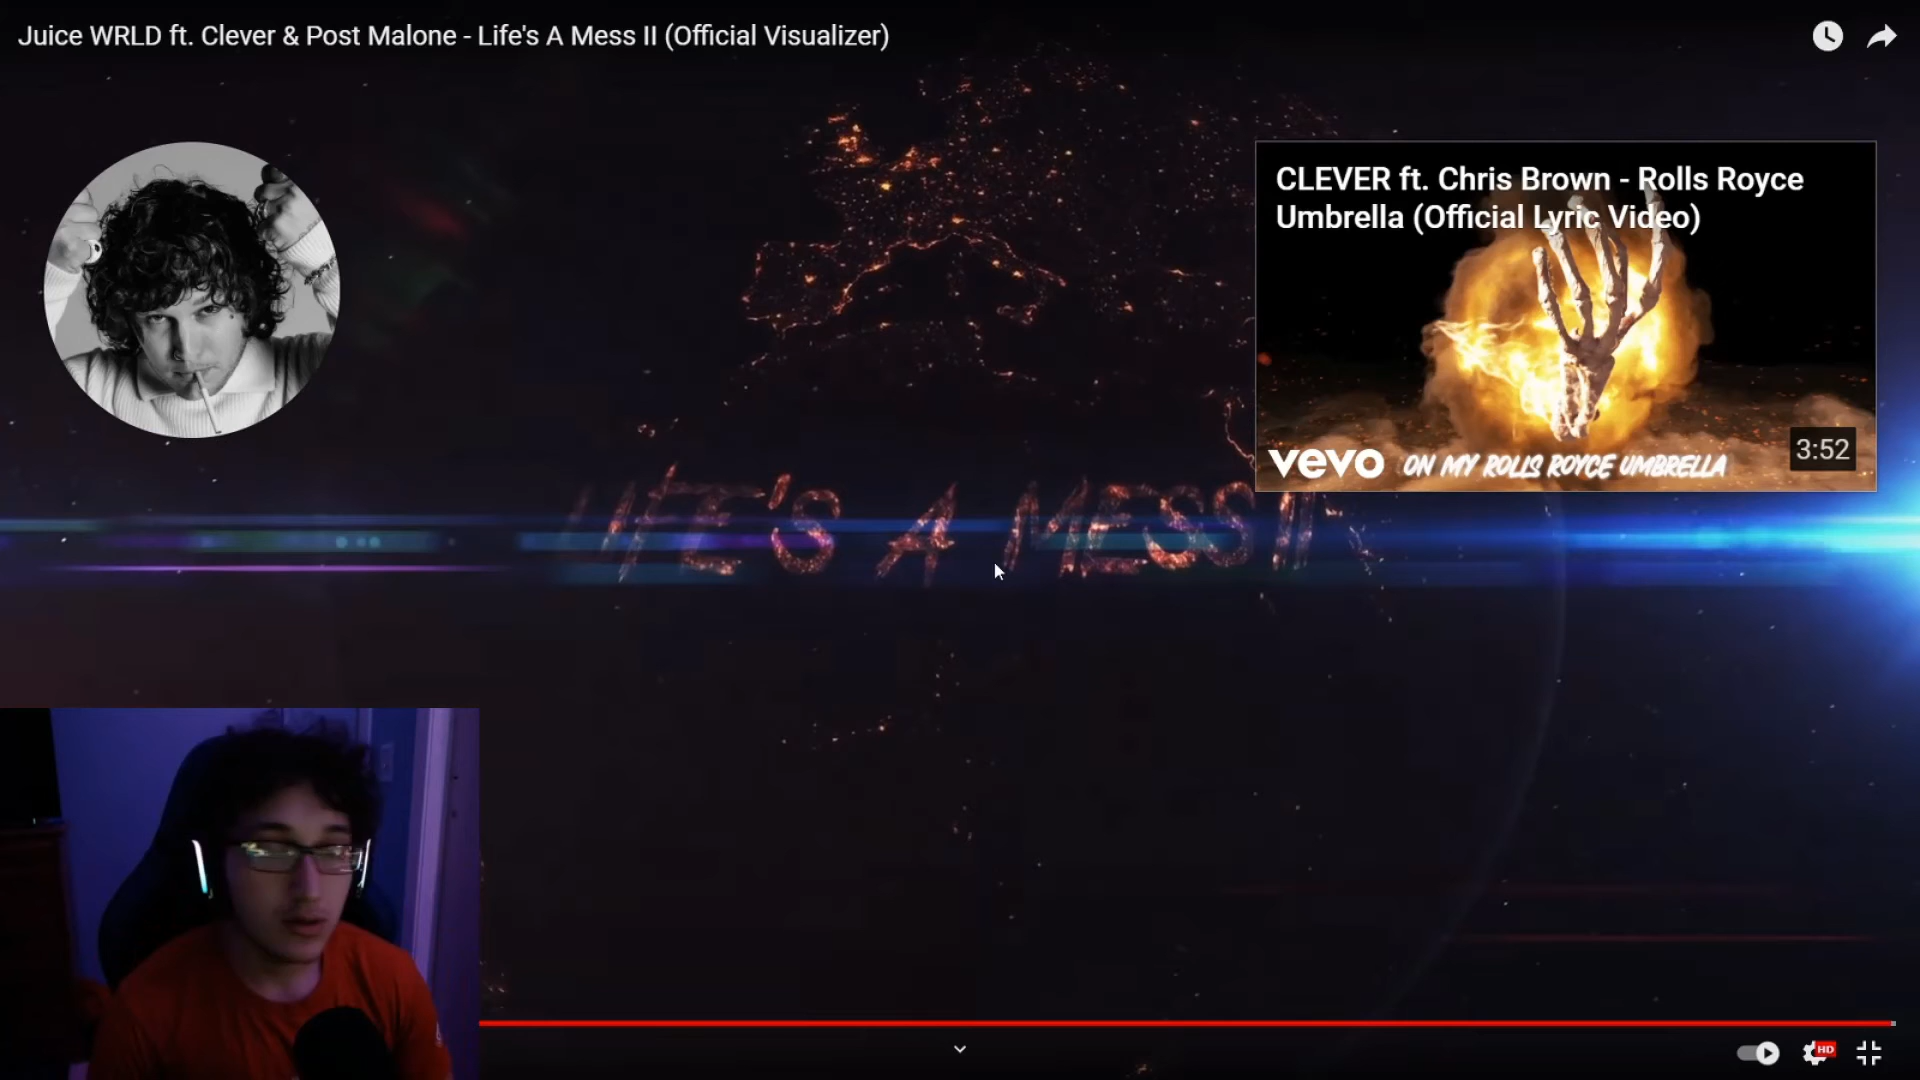 Juice WRLD ft. Clever & Post Malone - Life's A Mess II (Official Visualizer)
CLEVER ft. Chris Brown - Rolls Royce
Umbrella (Official Lyric Video)
vevo ON MY ROLLS ROYCE UMBRELLA
3:52
LIFE'S A MESS II
HD